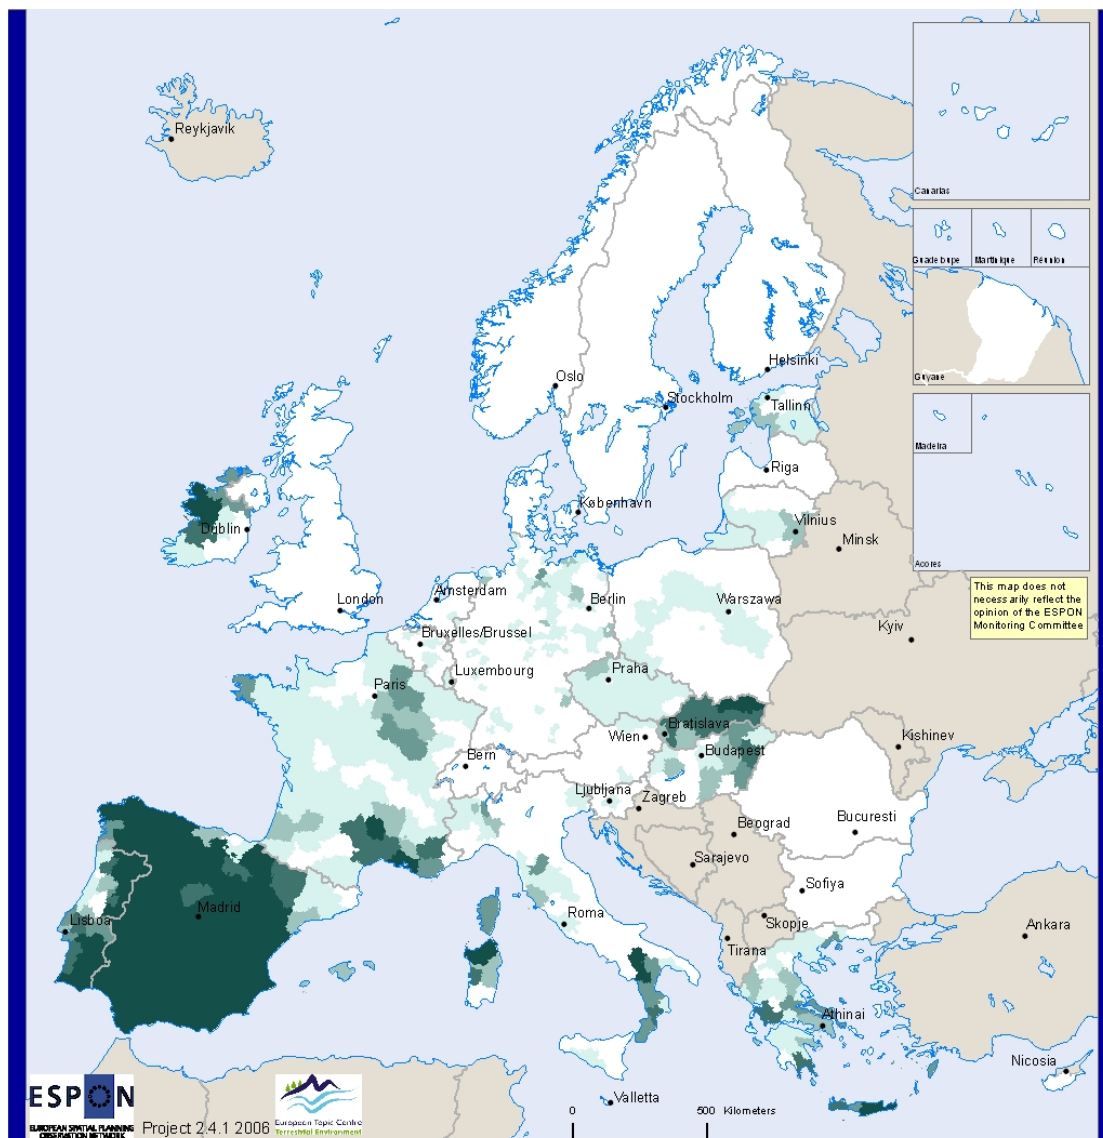 Reykjavik
Canarias
Guadeloupe
Martinique
Réunion
Guyane
Madeira
Acores
This map does not
necessarily reflect the
opinion of the ESPON
Monitoring Committee
Oslo
Helsinki
Stockholm
Tallinn
Riga
København
Vilnius
Minsk
Dublin
London
Amsterdam
Berlin
Warszawa
Kyiv
Bruxelles/Brussel
Luxembourg
Praha
Paris
Bratislava
Wien
Budapest
Kishinev
Bern
Ljubljana
Zagreb
Beograd
Bucuresti
Sarajevo
Sofiya
Madrid
Lisboa
Roma
Skopje
Tirana
Ankara
Athinai
Nicosia
Valletta
0 500 Kilometers
ESPON
EUROPEAN SPATIAL PLANNING
OBSERVATION NETWORK
Project 2.4.1 2006
European Topic Centre
Terrestrial Environment